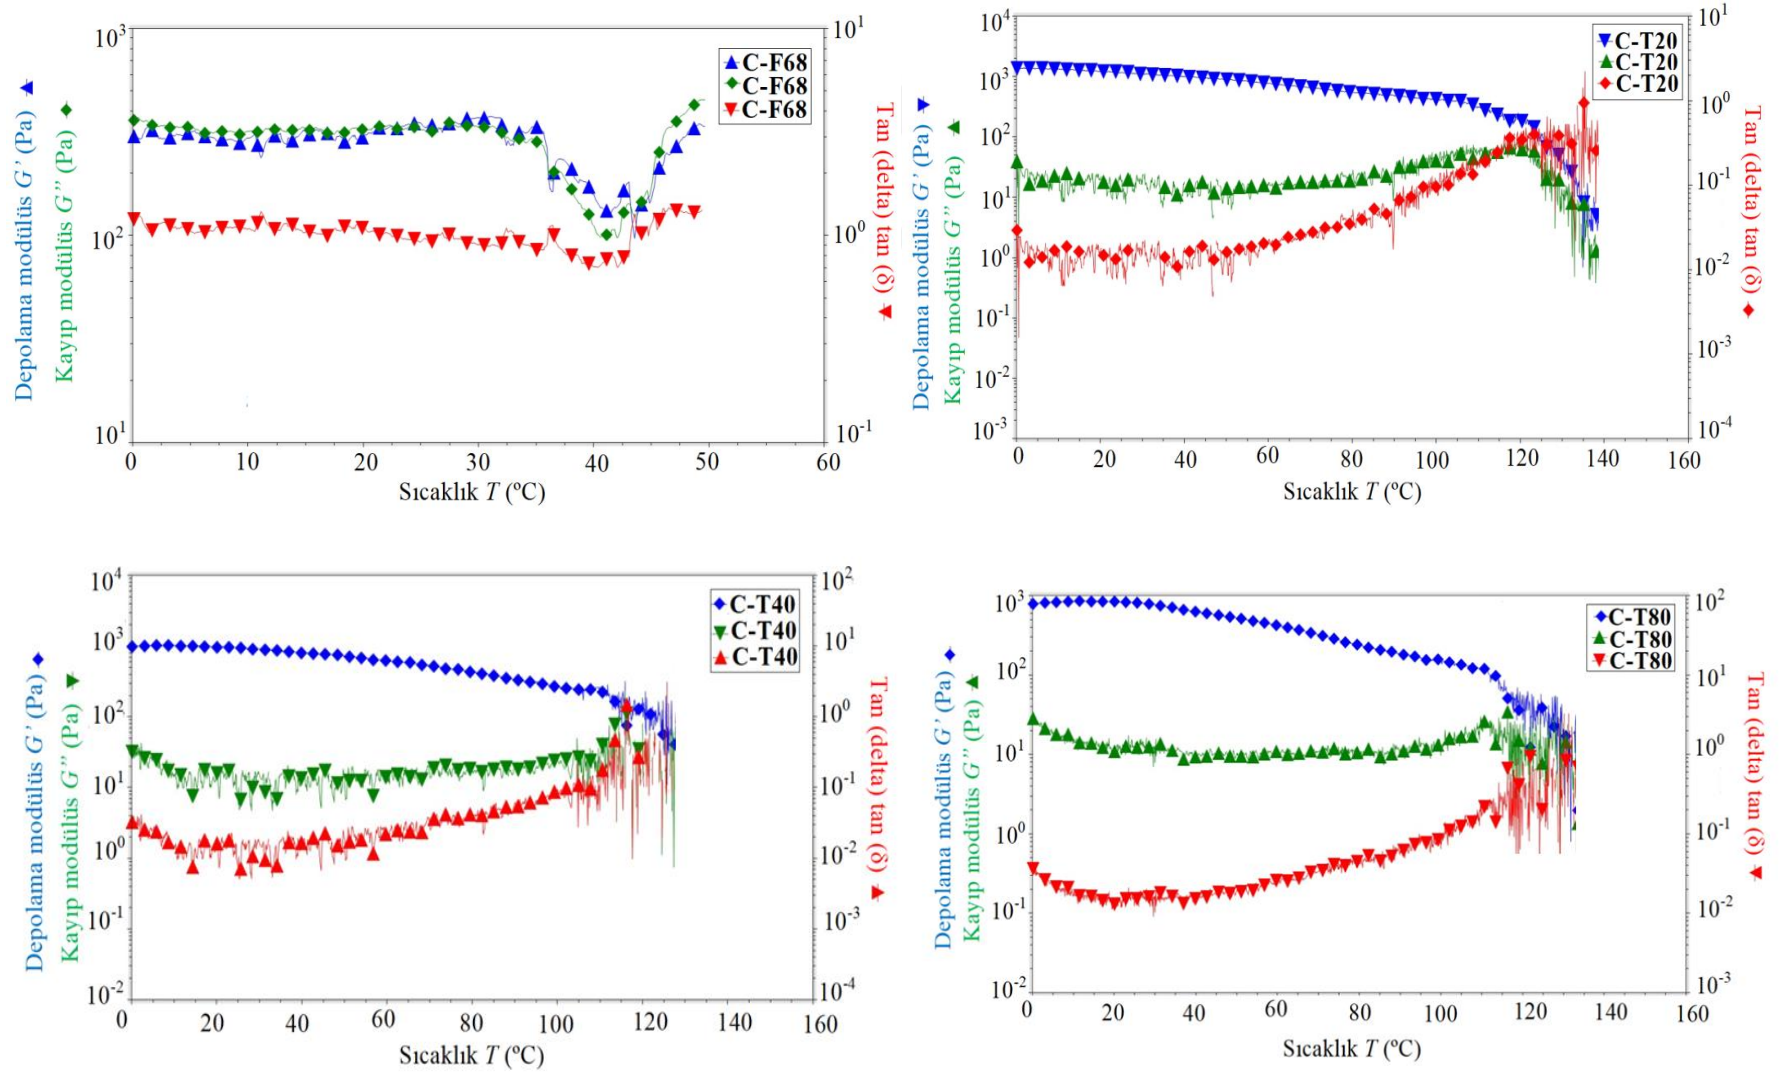 10³
10²
10¹
10¹
10⁰
10⁻¹
0 10 20 30 40 50 60
Sıcaklık T (ºC)
Depolama modülüs G' (Pa)
Kayıp modülüs G'' (Pa)
Tan (delta) tan (δ)
C-F68
C-F68
C-F68
10⁴
10³
10²
10¹
10⁰
10⁻¹
10⁻²
10⁻³
10¹
10⁰
10⁻¹
10⁻²
10⁻³
10⁻⁴
0 20 40 60 80 100 120 140 160
Sıcaklık T (ºC)
Depolama modülüs G' (Pa)
Kayıp modülüs G'' (Pa)
Tan (delta) tan (δ)
C-T20
C-T20
C-T20
10⁴
10³
10²
10¹
10⁰
10⁻¹
10⁻²
10²
10¹
10⁰
10⁻¹
10⁻²
10⁻³
10⁻⁴
0 20 40 60 80 100 120 140 160
Sıcaklık T (ºC)
Depolama modülüs G' (Pa)
Kayıp modülüs G'' (Pa)
Tan (delta) tan (δ)
C-T40
C-T40
C-T40
10³
10²
10¹
10⁰
10⁻¹
10⁻²
10²
10¹
10⁰
10⁻¹
10⁻²
10⁻³
0 20 40 60 80 100 120 140 160
Sıcaklık T (ºC)
Depolama modülüs G' (Pa)
Kayıp modülüs G'' (Pa)
Tan (delta) tan (δ)
C-T80
C-T80
C-T80